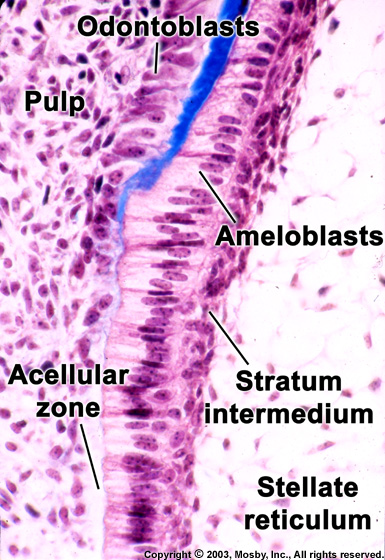 Odontoblasts
Pulp
Ameloblasts
Acellular
zone
Stratum
intermedium
Stellate
reticulum
Copyright © 2003, Mosby, Inc., All rights reserved.